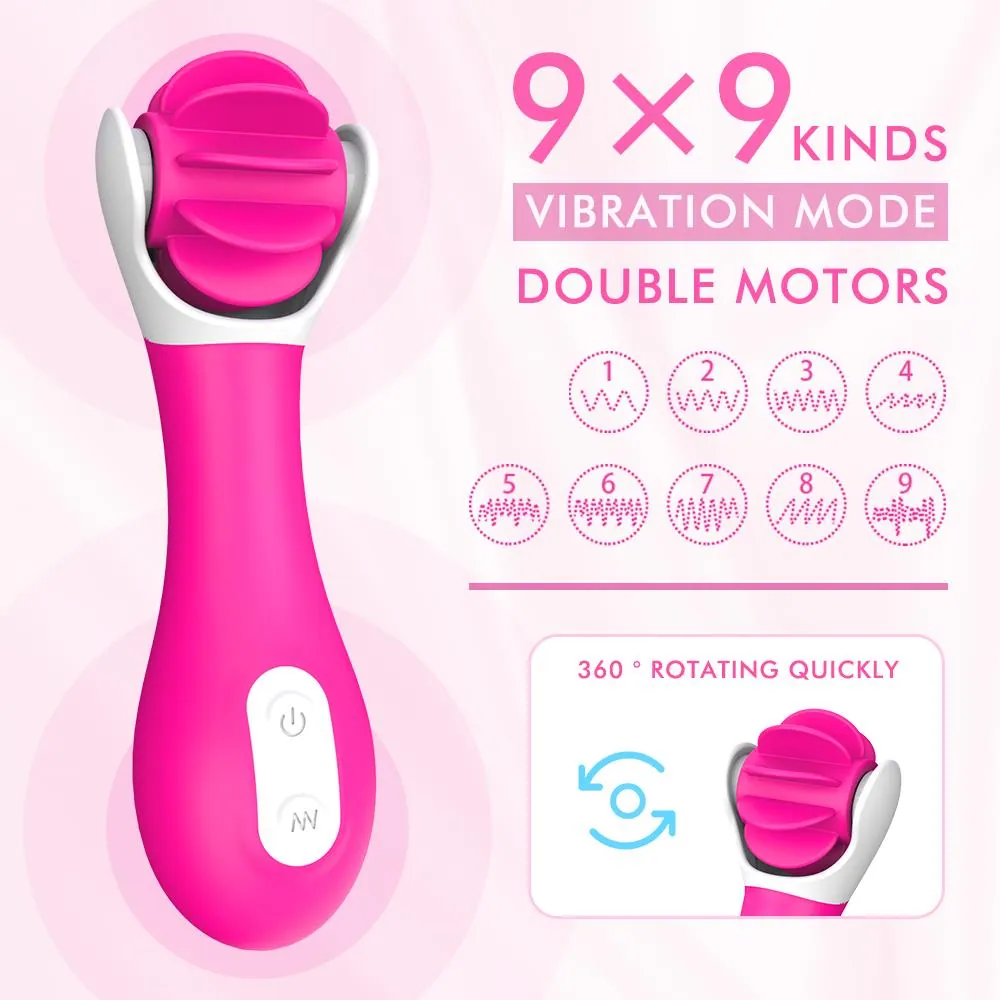 9×9 KINDS
VIBRATION MODE
DOUBLE MOTORS
1 2 3 4
5 6 7 8 9
360 ° ROTATING QUICKLY